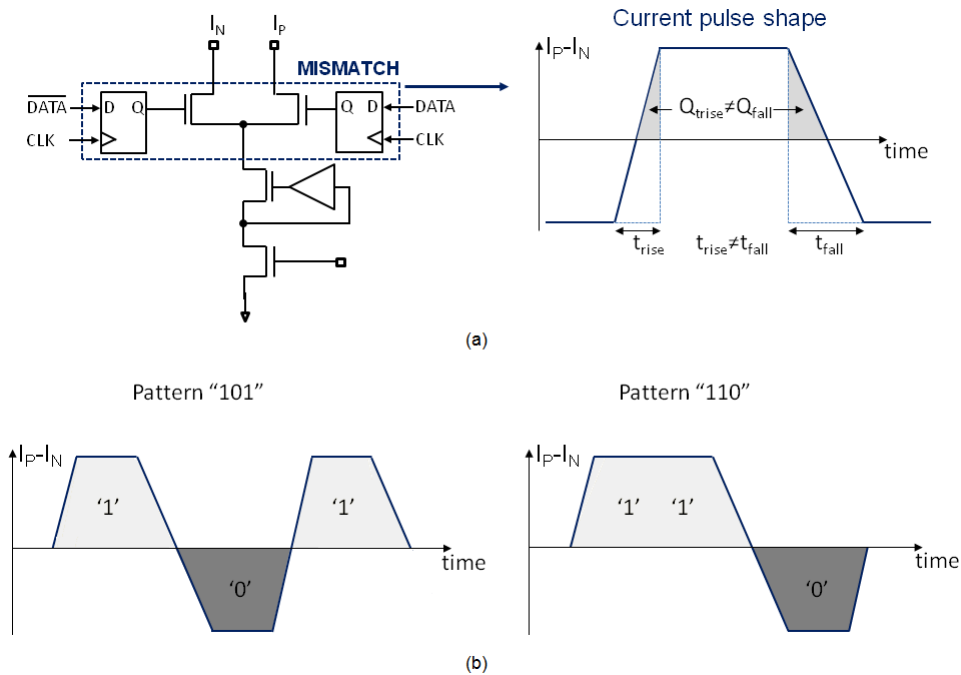 I_N I_P
Current pulse shape
MISMATCH
I_P-I_N
DATA D Q Q D DATA
CLK CLK
Q_trise≠Q_fall
time
t_rise t_rise≠t_fall t_fall
(a)
Pattern “101” Pattern “110”
I_P-I_N I_P-I_N
‘1’ ‘1’ ‘1’ ‘1’
time time
‘0’ ‘0’
(b)